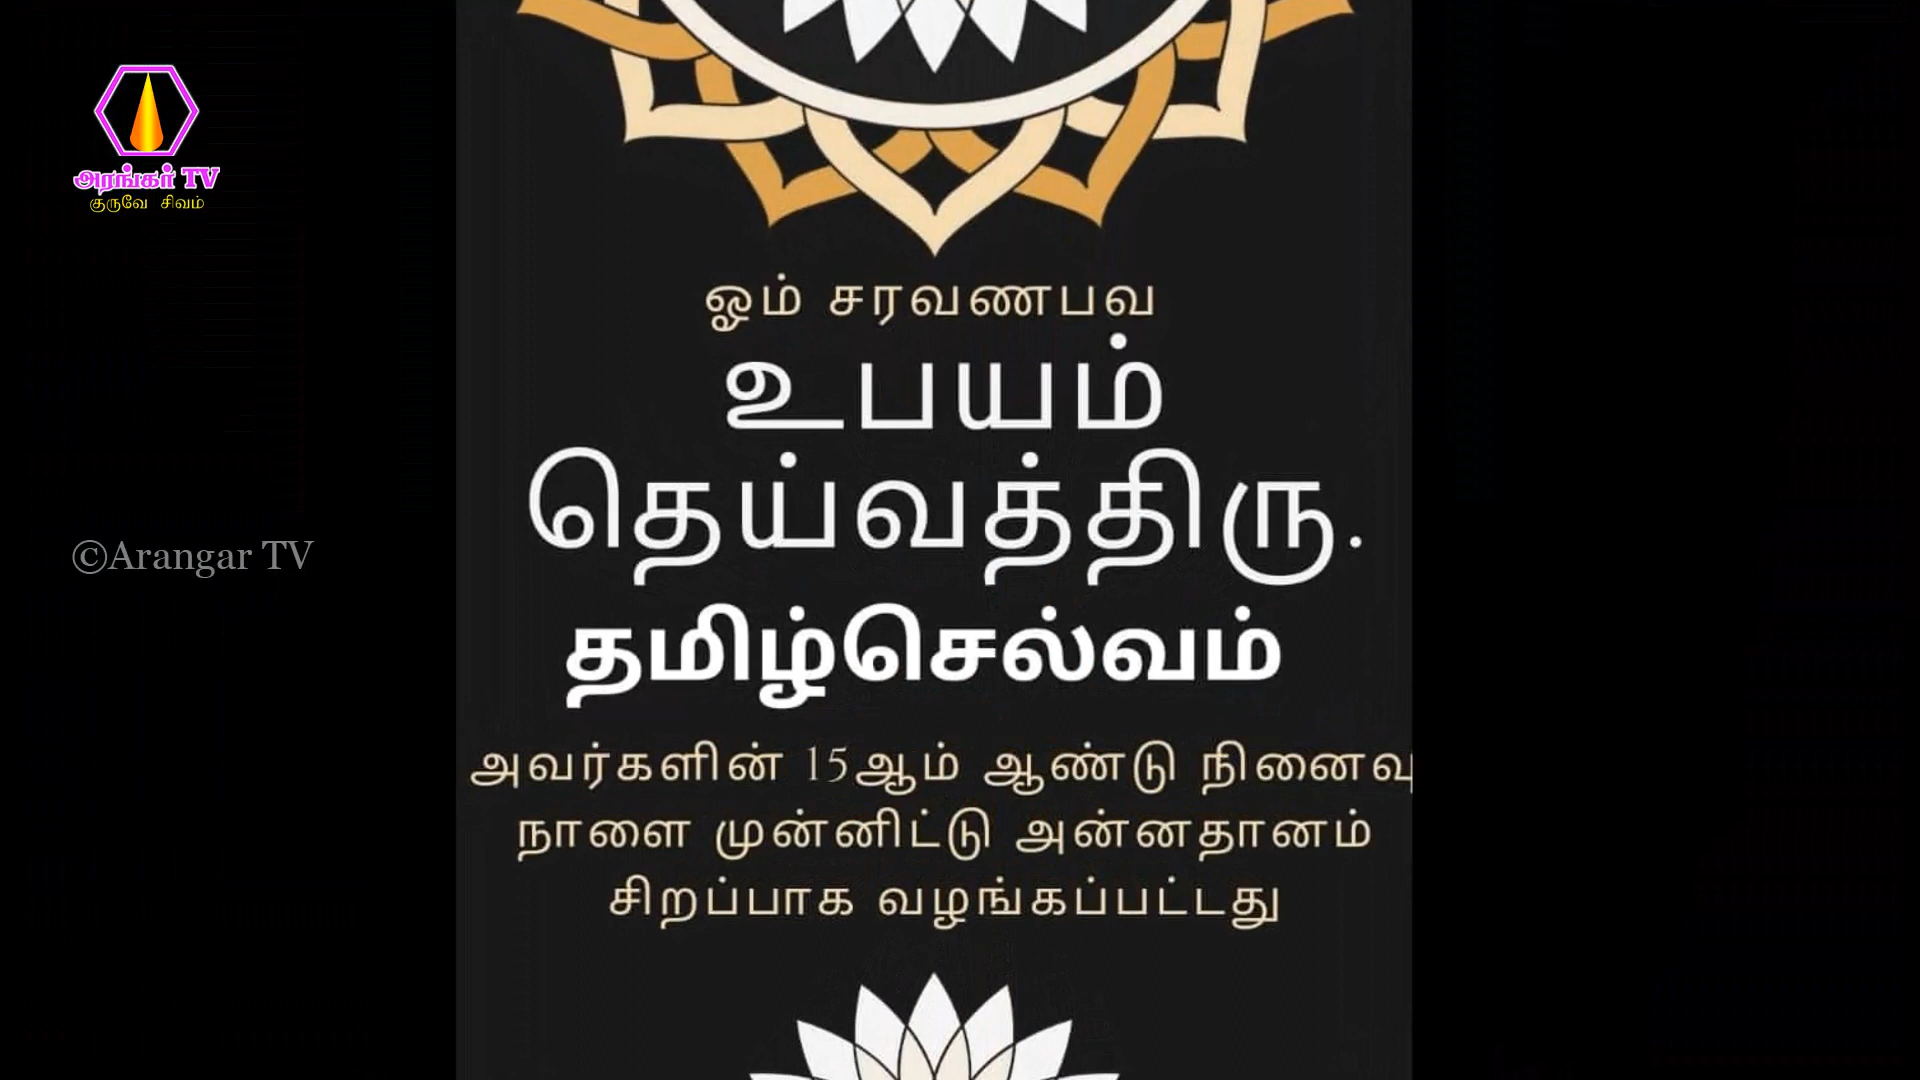 அரங்கர் TV
குருவே சிவம்
©Arangar TV
ஓம் சரவணபவ
உபயம்
தெய்வத்திரு.
தமிழ்செல்வம்
அவர்களின் 15ஆம் ஆண்டு நினைவு
நாளை முன்னிட்டு அன்னதானம்
சிறப்பாக வழங்கப்பட்டது